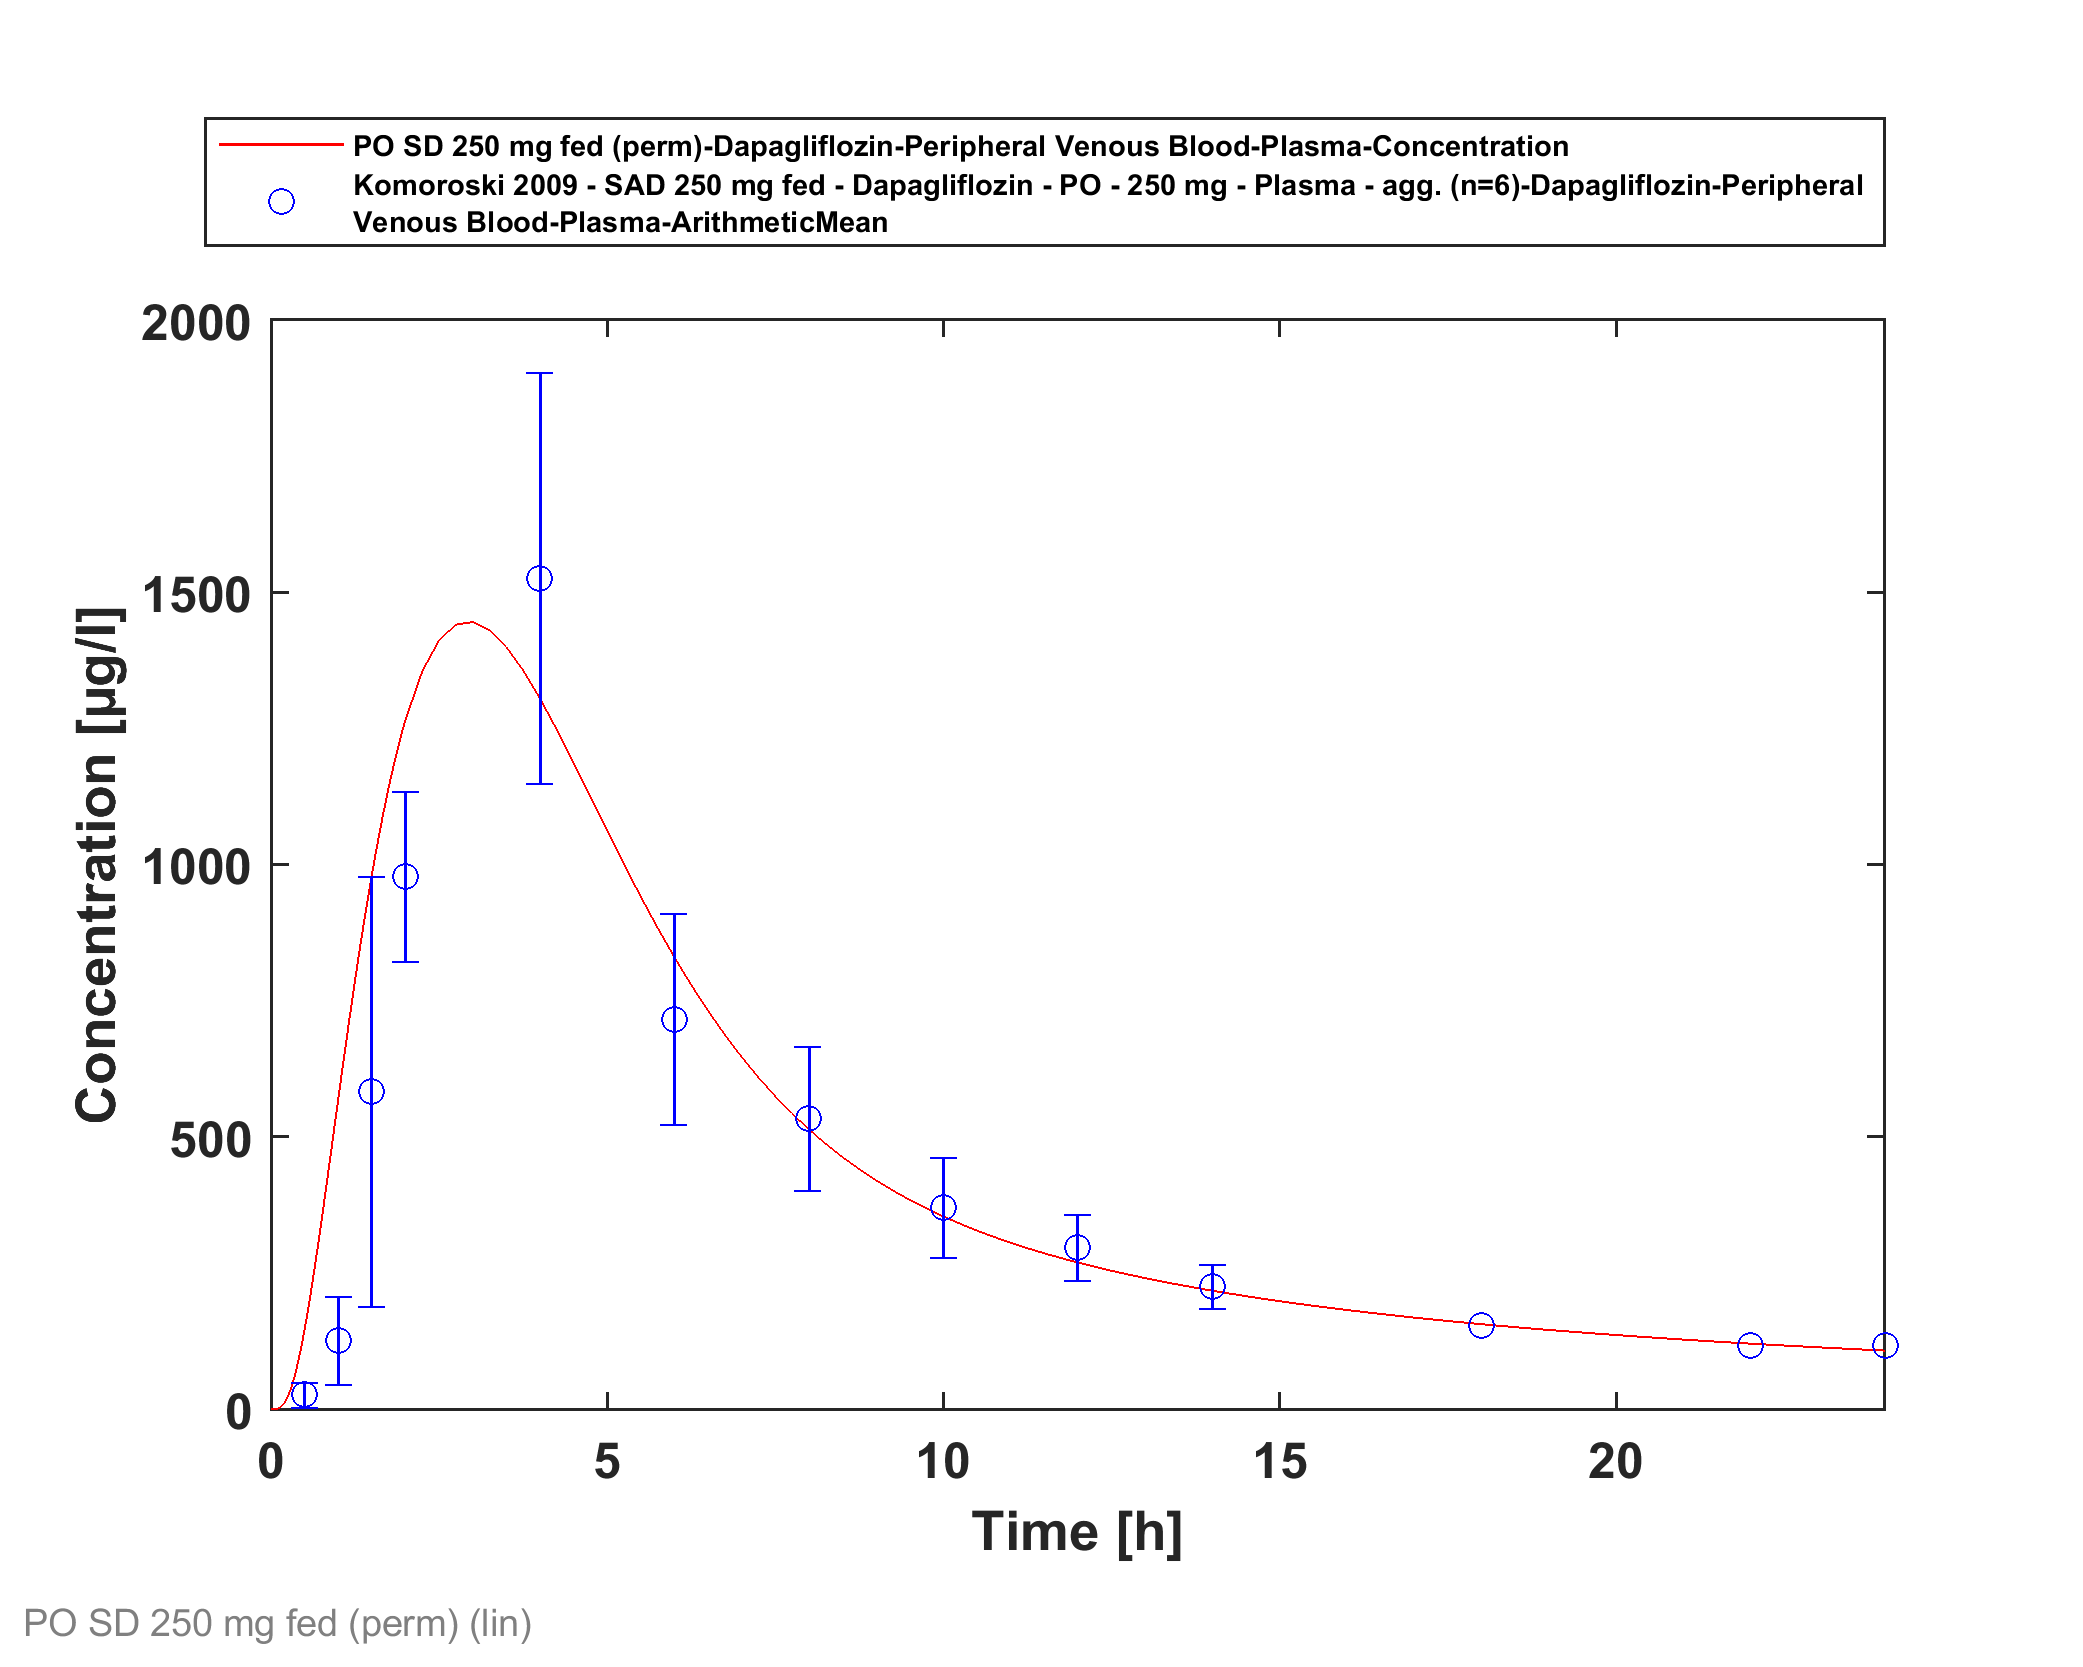 PO SD 250 mg fed (perm)-Dapagliflozin-Peripheral Venous Blood-Plasma-Concentration
Komoroski 2009 - SAD 250 mg fed - Dapagliflozin - PO - 250 mg - Plasma - agg. (n=6)-Dapagliflozin-Peripheral
Venous Blood-Plasma-ArithmeticMean
2000
1500
1000
500
0
Concentration [µg/l]
0 5 10 15 20
Time [h]
PO SD 250 mg fed (perm) (lin)